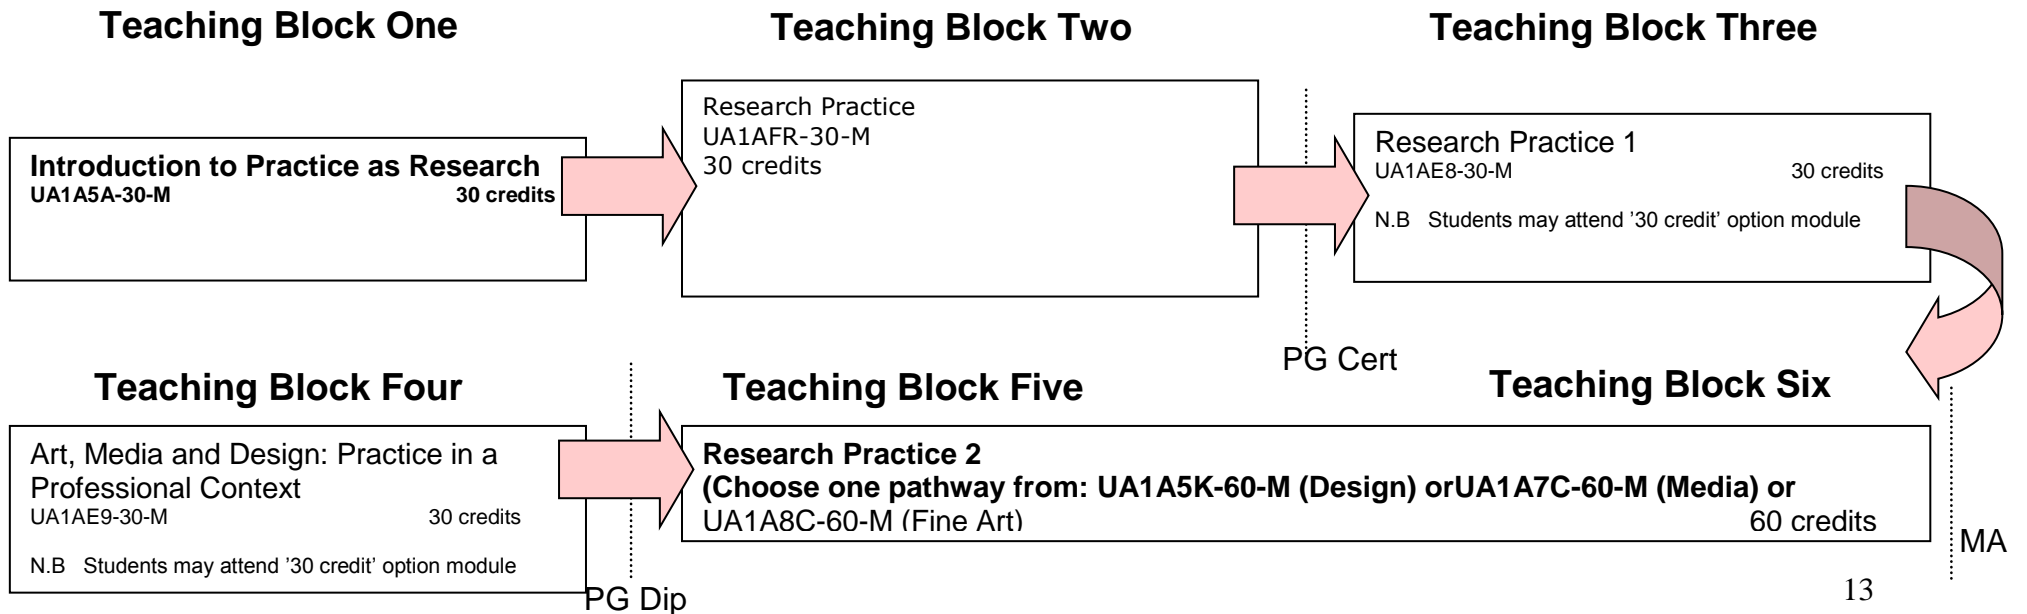 Teaching Block One
Teaching Block Two
Teaching Block Three
Introduction to Practice as Research
UA1A5A-30-M 30 credits
Research Practice
UA1AFR-30-M
30 credits
Research Practice 1
UA1AE8-30-M 30 credits
N.B Students may attend '30 credit' option module
PG Cert
Teaching Block Four
Teaching Block Five
Teaching Block Six
Art, Media and Design: Practice in a
Professional Context
UA1AE9-30-M 30 credits
N.B Students may attend '30 credit' option module
PG Dip
Research Practice 2
(Choose one pathway from: UA1A5K-60-M (Design) orUA1A7C-60-M (Media) or
UA1A8C-60-M (Fine Art) 60 credits
MA
13